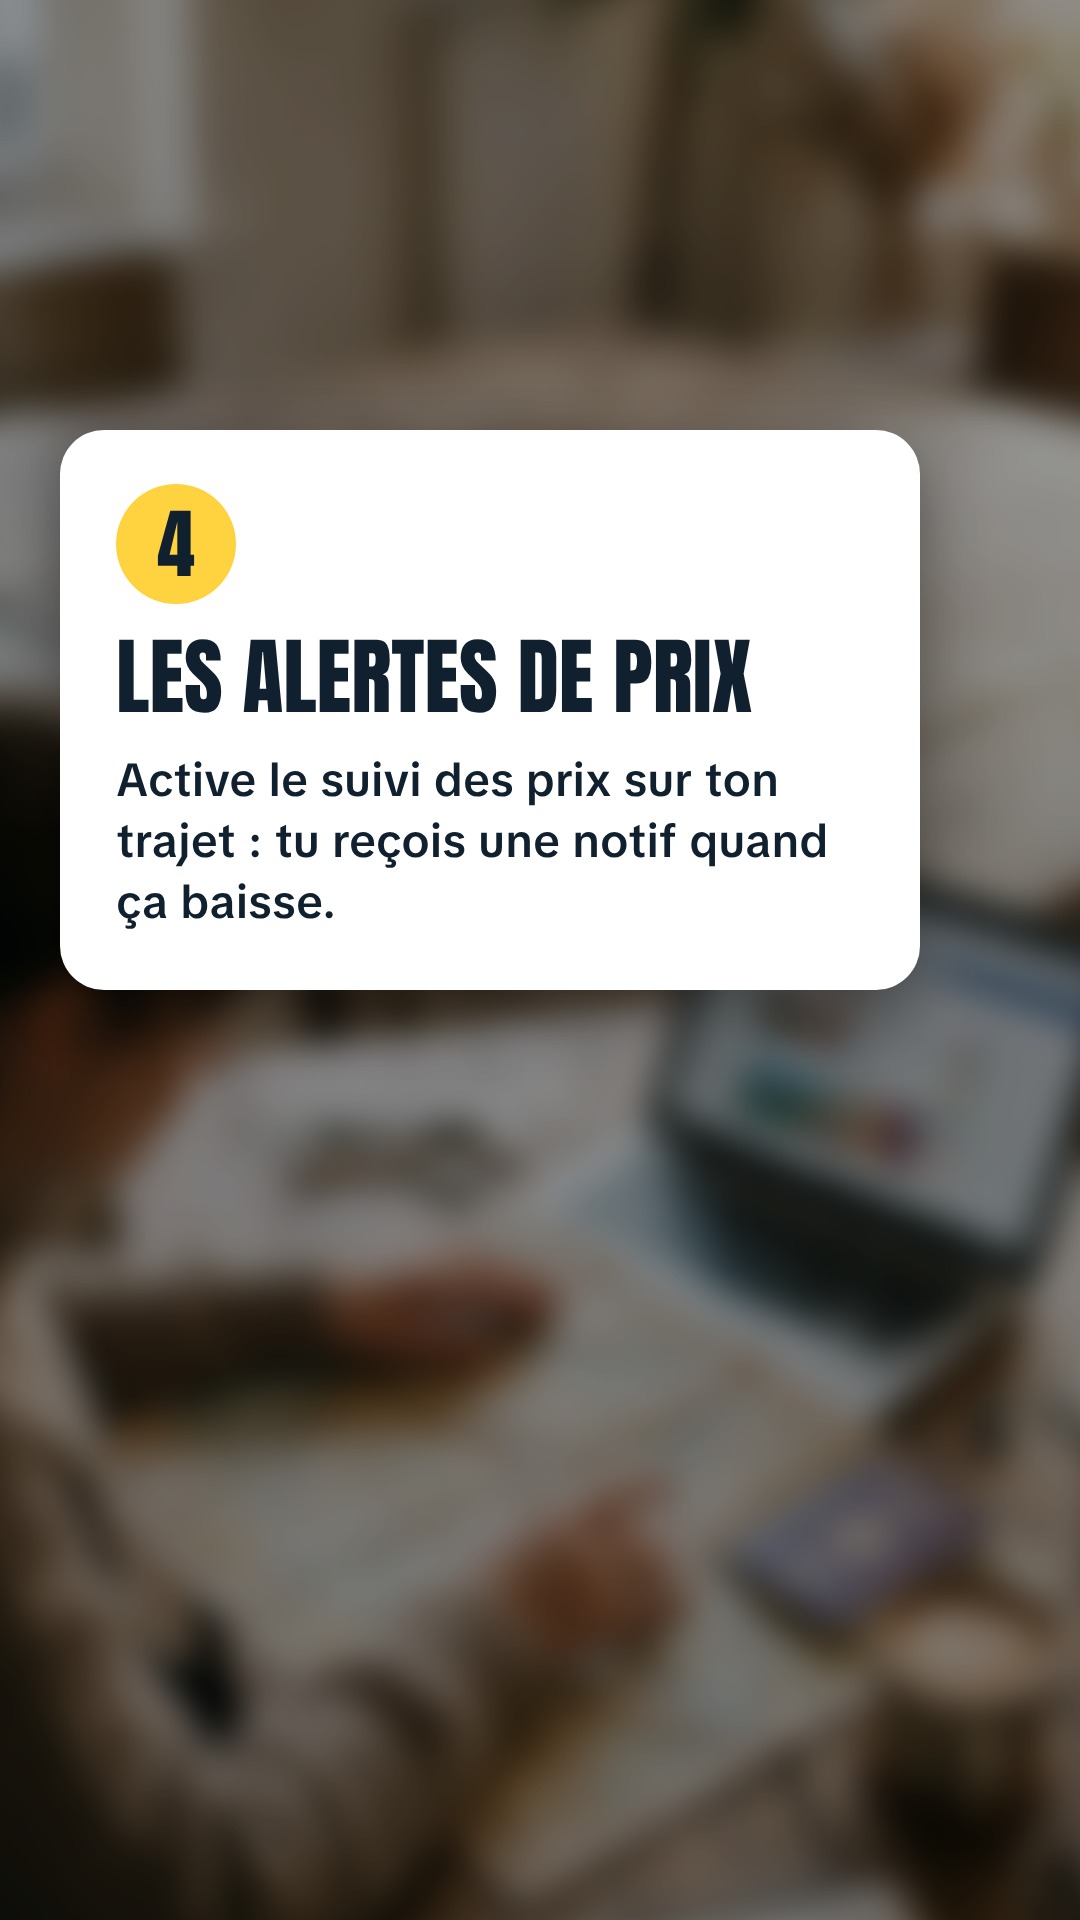 4
LES ALERTES DE PRIX
Active le suivi des prix sur ton
trajet : tu reçois une notif quand
ça baisse.